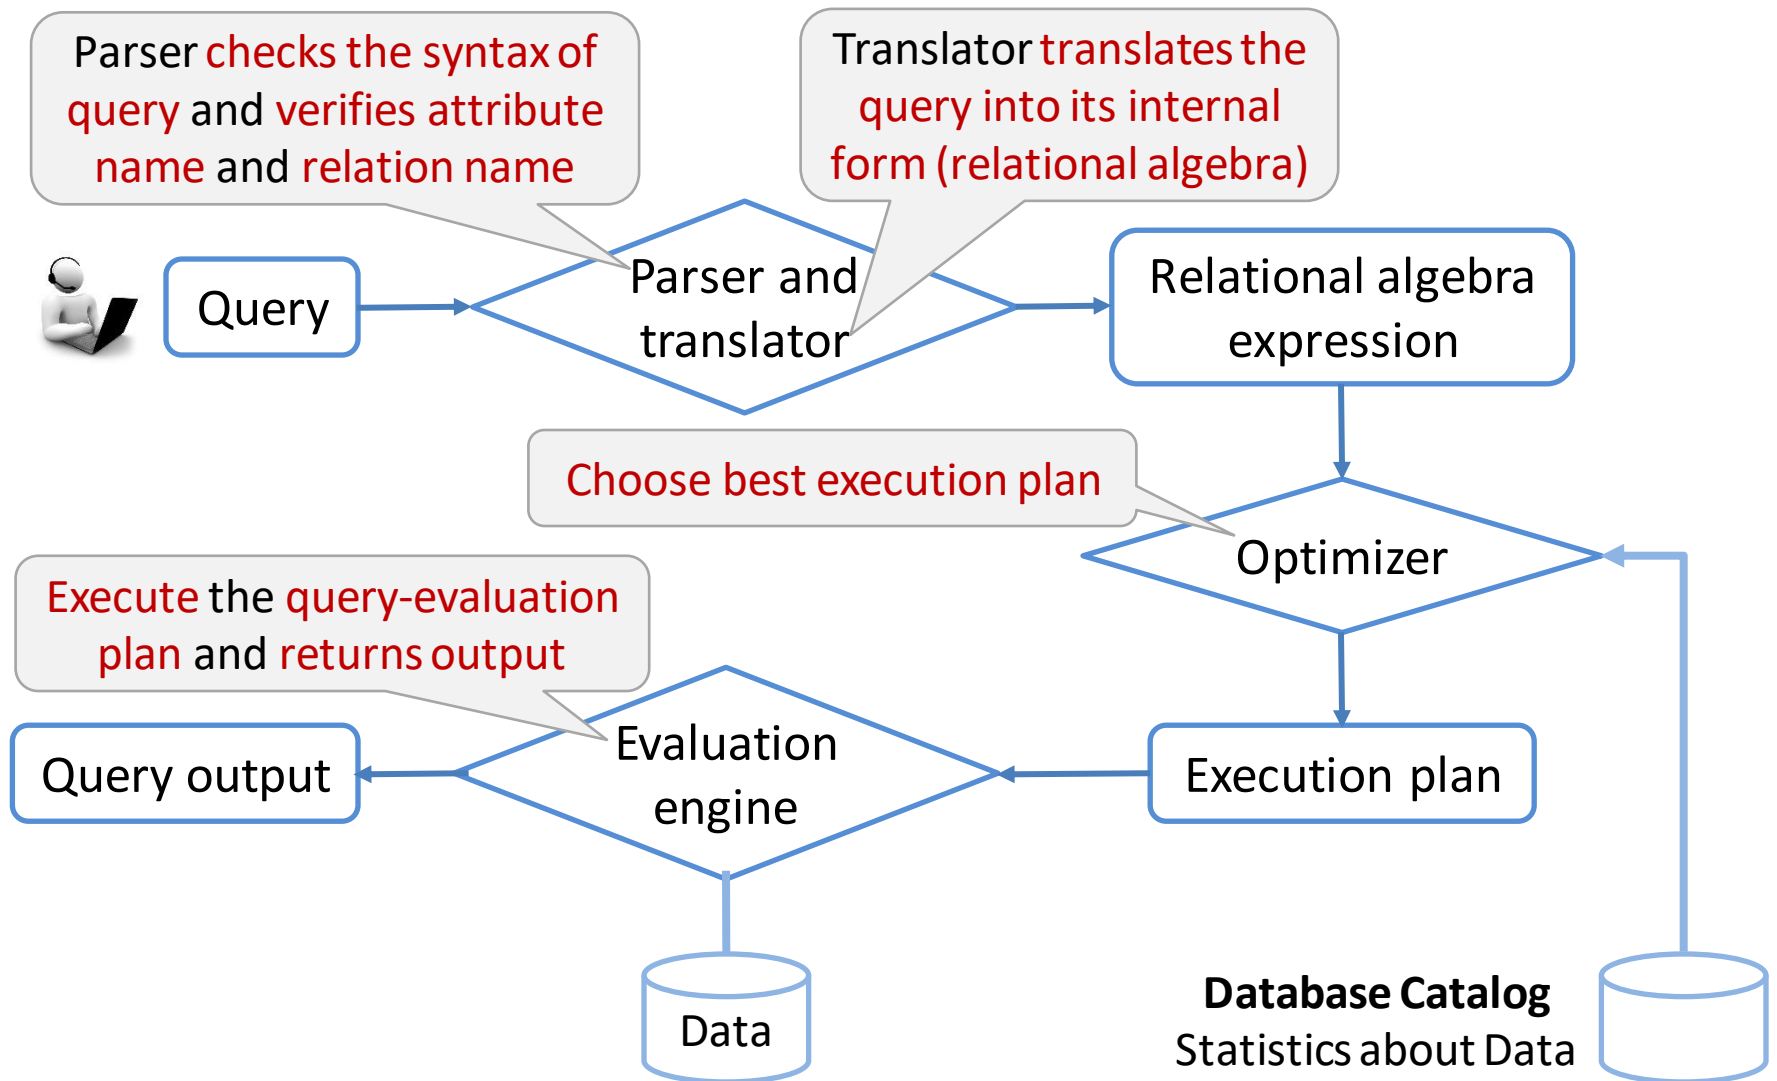 Parser checks the syntax of
query and verifies attribute
name and relation name
Translator translates the
query into its internal
form (relational algebra)
Query
Parser and
translator
Relational algebra
expression
Choose best execution plan
Optimizer
Execute the query-evaluation
plan and returns output
Query output
Evaluation
engine
Execution plan
Data
Database Catalog
Statistics about Data